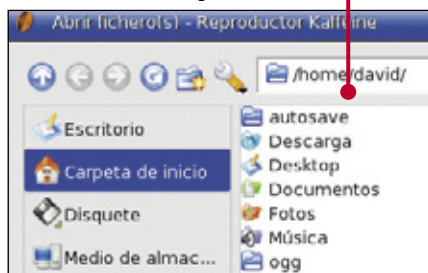 Abrir fichero(s) - Reproductor Kaffeine
/home/david/
Escritorio
Carpeta de inicio
Disquete
Medio de almac...
autosave
Descarga
Desktop
Documentos
Fotos
Música
ogg